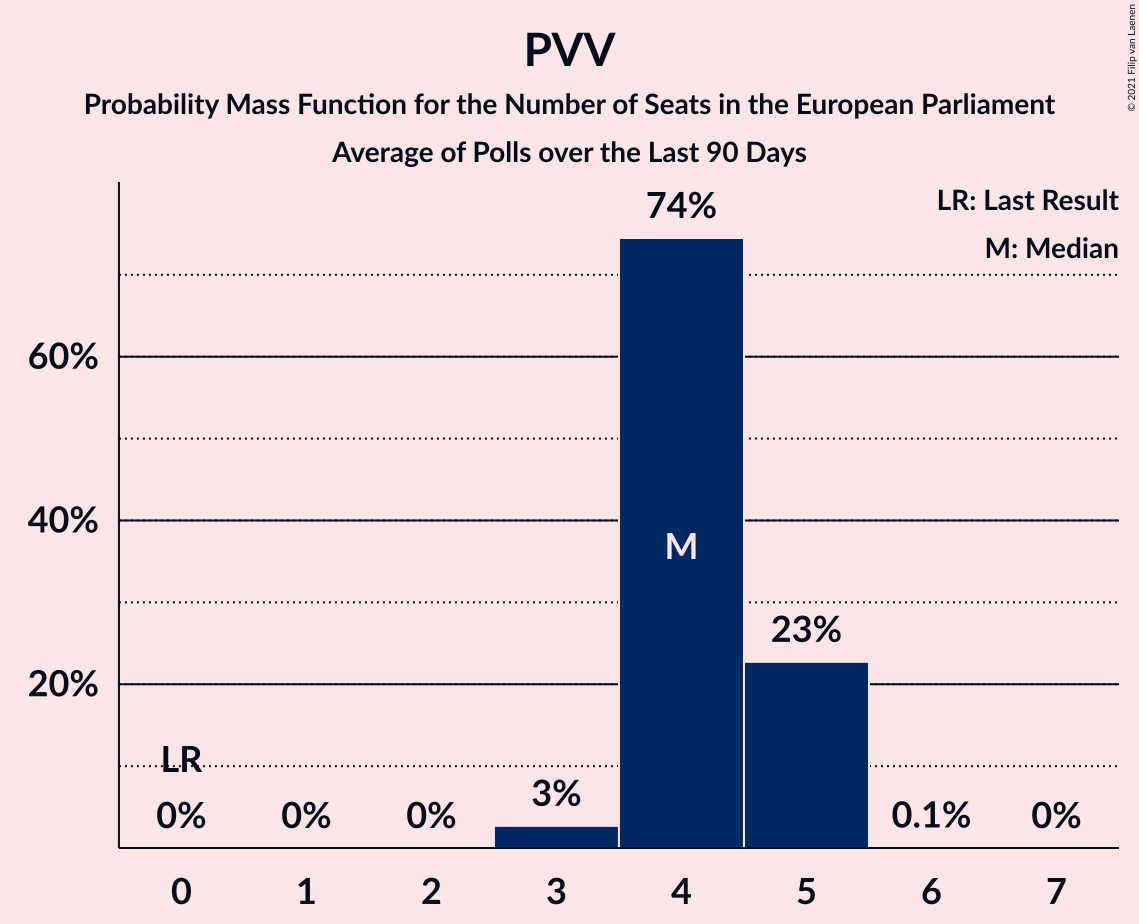 PVV
Probability Mass Function for the Number of Seats in the European Parliament
Average of Polls over the Last 90 Days
© 2021 Filip van Laenen
LR: Last Result
M: Median
74%
60%
40%
M
23%
20%
LR
3%
0% 0% 0% 0.1% 0%
0 1 2 3 4 5 6 7